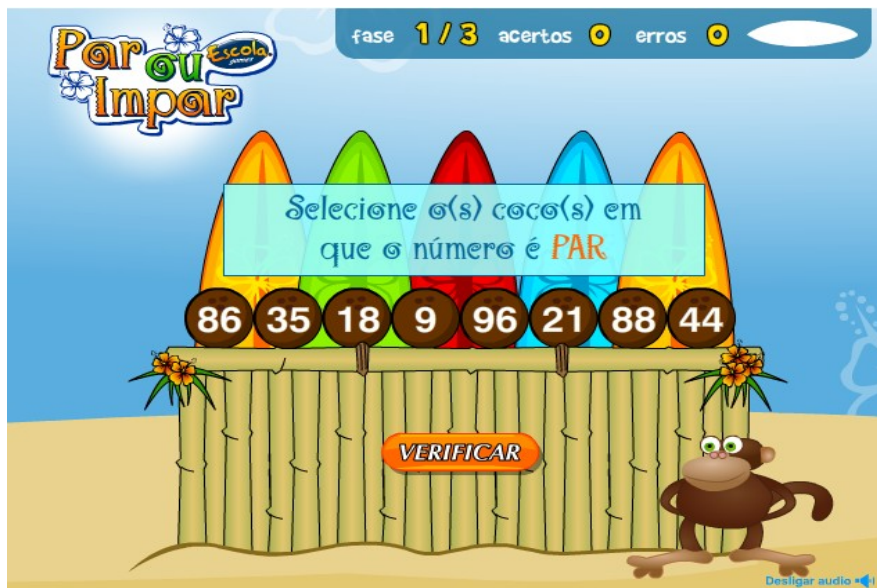 Par
ou
Escola
games
Impar
fase 1 / 3 acertos 0 erros 0
Selecione o(s) coco(s) em
que o número é PAR
86 35 18 9 96 21 88 44
VERIFICAR
Desligar audio